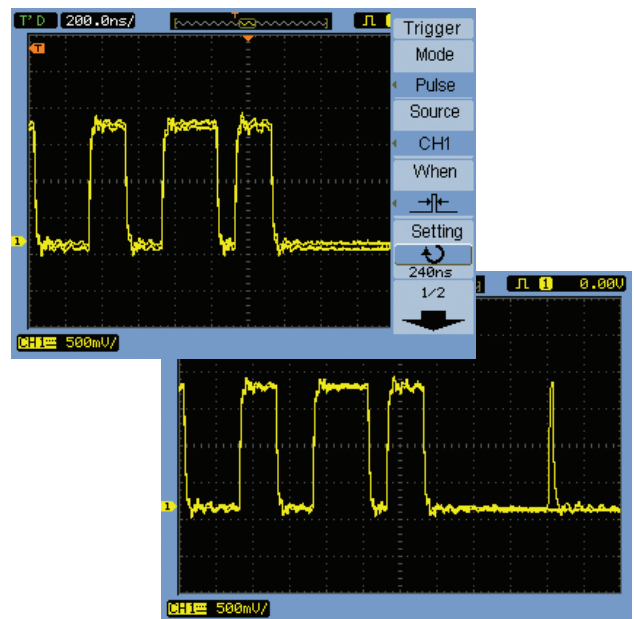 T'D 200.0ns/ T
T
1
CH1 500mV/
Trigger
Mode
Pulse
Source
CH1
When
Setting
240ns
1/2
1 0.00V
1
CH1 500mV/